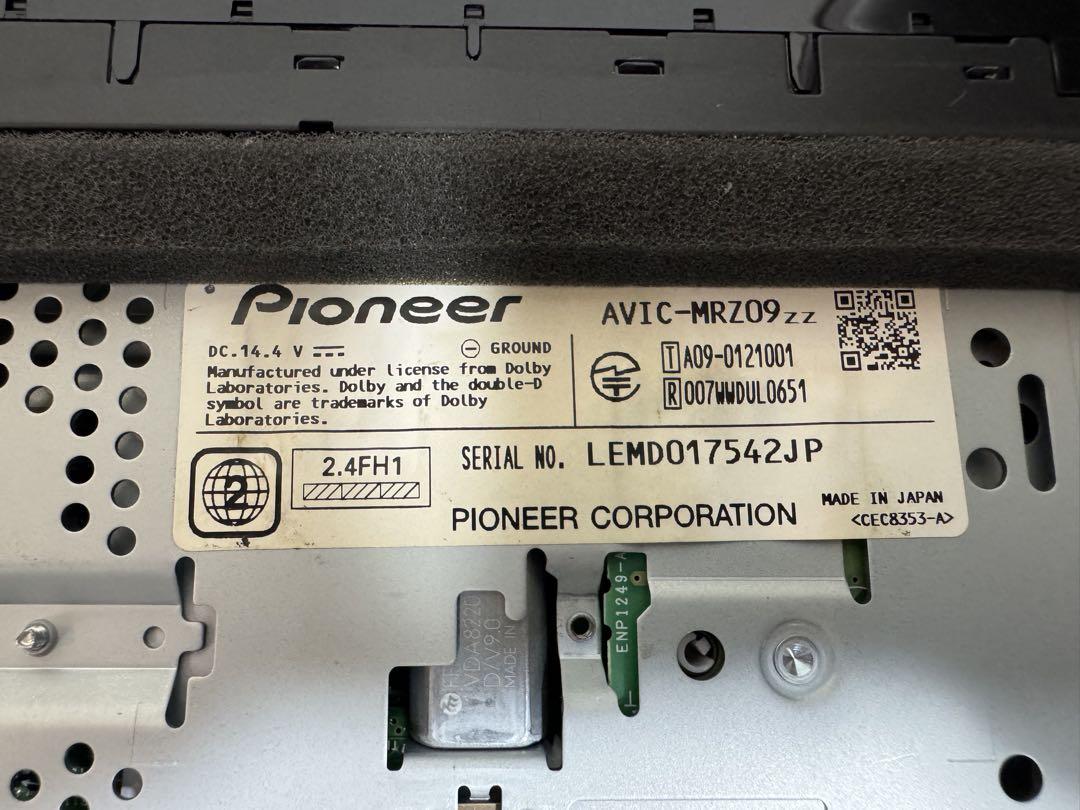 Pioneer
AVIC-MRZ09zz
DC.14.4 V
GROUND
Manufactured under license from Dolby
Laboratories. Dolby and the double-D
symbol are trademarks of Dolby
Laboratories.
T A09-0121001
R 007WWDUL0651
2
2.4FH1
SERIAL NO. LEMD017542JP
PIONEER CORPORATION
MADE IN JAPAN
<CEC8353-A>
ENP1249-A
VDA8220
D/V9.0
MADE IN